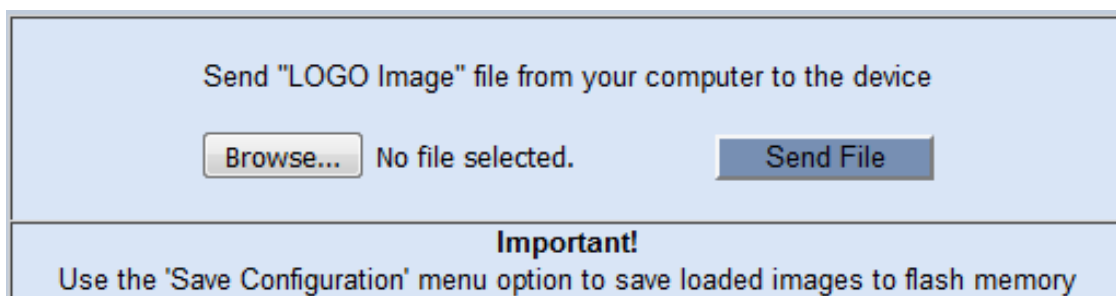 Send "LOGO Image" file from your computer to the device
Browse... No file selected. Send File
Important!
Use the 'Save Configuration' menu option to save loaded images to flash memory